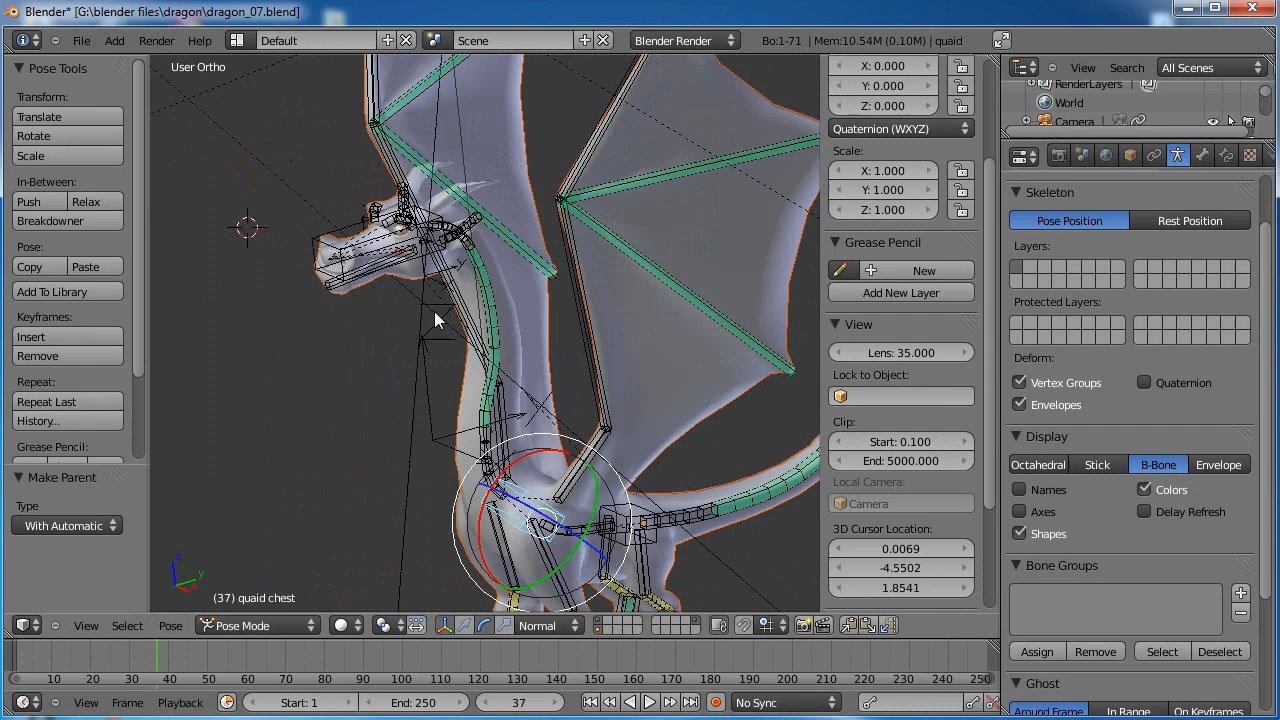 Blender* [G:\blender files\dragon\dragon_07.blend]
File Add Render Help Default Scene Blender Render Bo:1-71 | Mem:10.54M (0.10M) | quaid
Pose Tools
Transform:
Translate
Rotate
Scale
In-Between:
Push Relax
Breakdowner
Pose:
Copy Paste
Add To Library
Keyframes:
Insert
Remove
Repeat:
Repeat Last
History...
Grease Pencil:
Make Parent
Type
With Automatic
User Ortho
z
y
(37) quaid chest
X: 0.000
Y: 0.000
Z: 0.000
Quaternion (WXYZ)
Scale:
X: 1.000
Y: 1.000
Z: 1.000
Grease Pencil
New
Add New Layer
View
Lens: 35.000
Lock to Object:
Clip:
Start: 0.100
End: 5000.000
Local Camera:
Camera
3D Cursor Location:
0.0069
-4.5502
1.8541
View Search All Scenes
RenderLayers
World
Camera
Skeleton
Pose Position Rest Position
Layers:
Protected Layers:
Deform:
Vertex Groups Quaternion
Envelopes
Display
Octahedral Stick B-Bone Envelope
Names Colors
Axes Delay Refresh
Shapes
Bone Groups
Assign Remove Select Deselect
Ghost
Around Frame In Range On Keyframes
View Select Pose Pose Mode Normal
10 20 30 40 50 60 70 80 90 100 110 120 130 140 150 160 170 180 190 200 210 220 230 240 250
View Frame Playback Start: 1 End: 250 37 No Sync